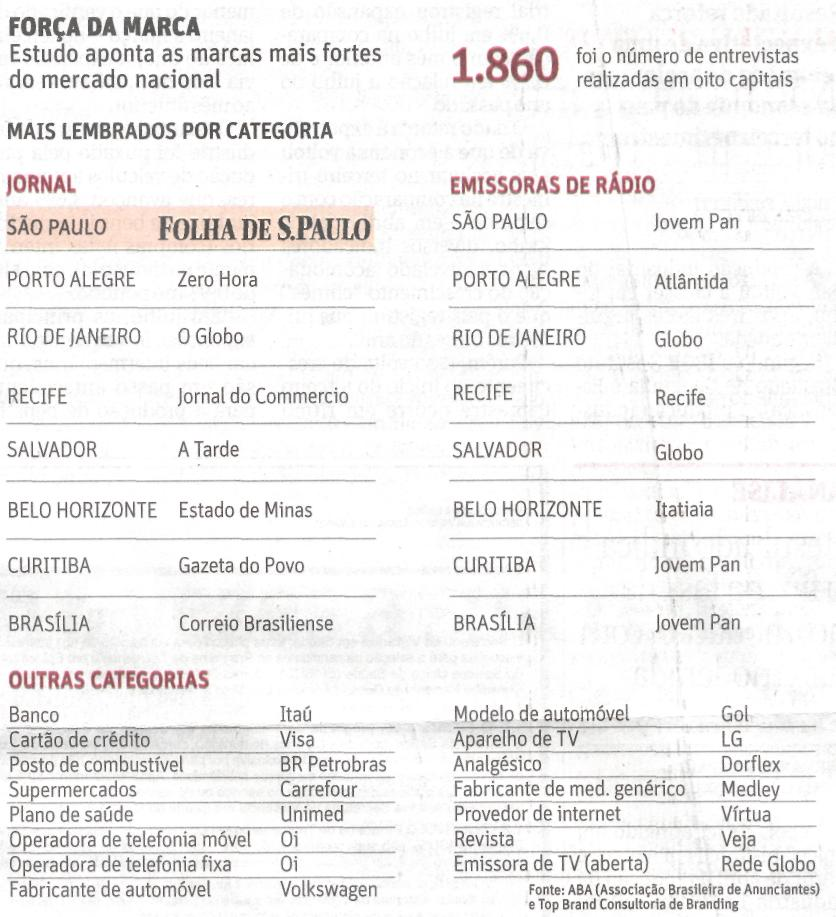 FORÇA DA MARCA
Estudo aponta as marcas mais fortes
do mercado nacional
1.860 foi o número de entrevistas
realizadas em oito capitais
MAIS LEMBRADOS POR CATEGORIA
JORNAL
SÃO PAULO FOLHA DE S.PAULO
PORTO ALEGRE Zero Hora
RIO DE JANEIRO O Globo
RECIFE Jornal do Commercio
SALVADOR A Tarde
BELO HORIZONTE Estado de Minas
CURITIBA Gazeta do Povo
BRASÍLIA Correio Brasiliense
EMISSORAS DE RÁDIO
SÃO PAULO Jovem Pan
PORTO ALEGRE Atlântida
RIO DE JANEIRO Globo
RECIFE Recife
SALVADOR Globo
BELO HORIZONTE Itatiaia
CURITIBA Jovem Pan
BRASÍLIA Jovem Pan
OUTRAS CATEGORIAS
Banco Itaú
Cartão de crédito Visa
Posto de combustível BR Petrobras
Supermercados Carrefour
Plano de saúde Unimed
Operadora de telefonia móvel Oi
Operadora de telefonia fixa Oi
Fabricante de automóvel Volkswagen
Modelo de automóvel Gol
Aparelho de TV LG
Analgésico Dorflex
Fabricante de med. genérico Medley
Provedor de internet Vírtua
Revista Veja
Emissora de TV (aberta) Rede Globo
Fonte: ABA (Associação Brasileira de Anunciantes)
e Top Brand Consultoria de Branding